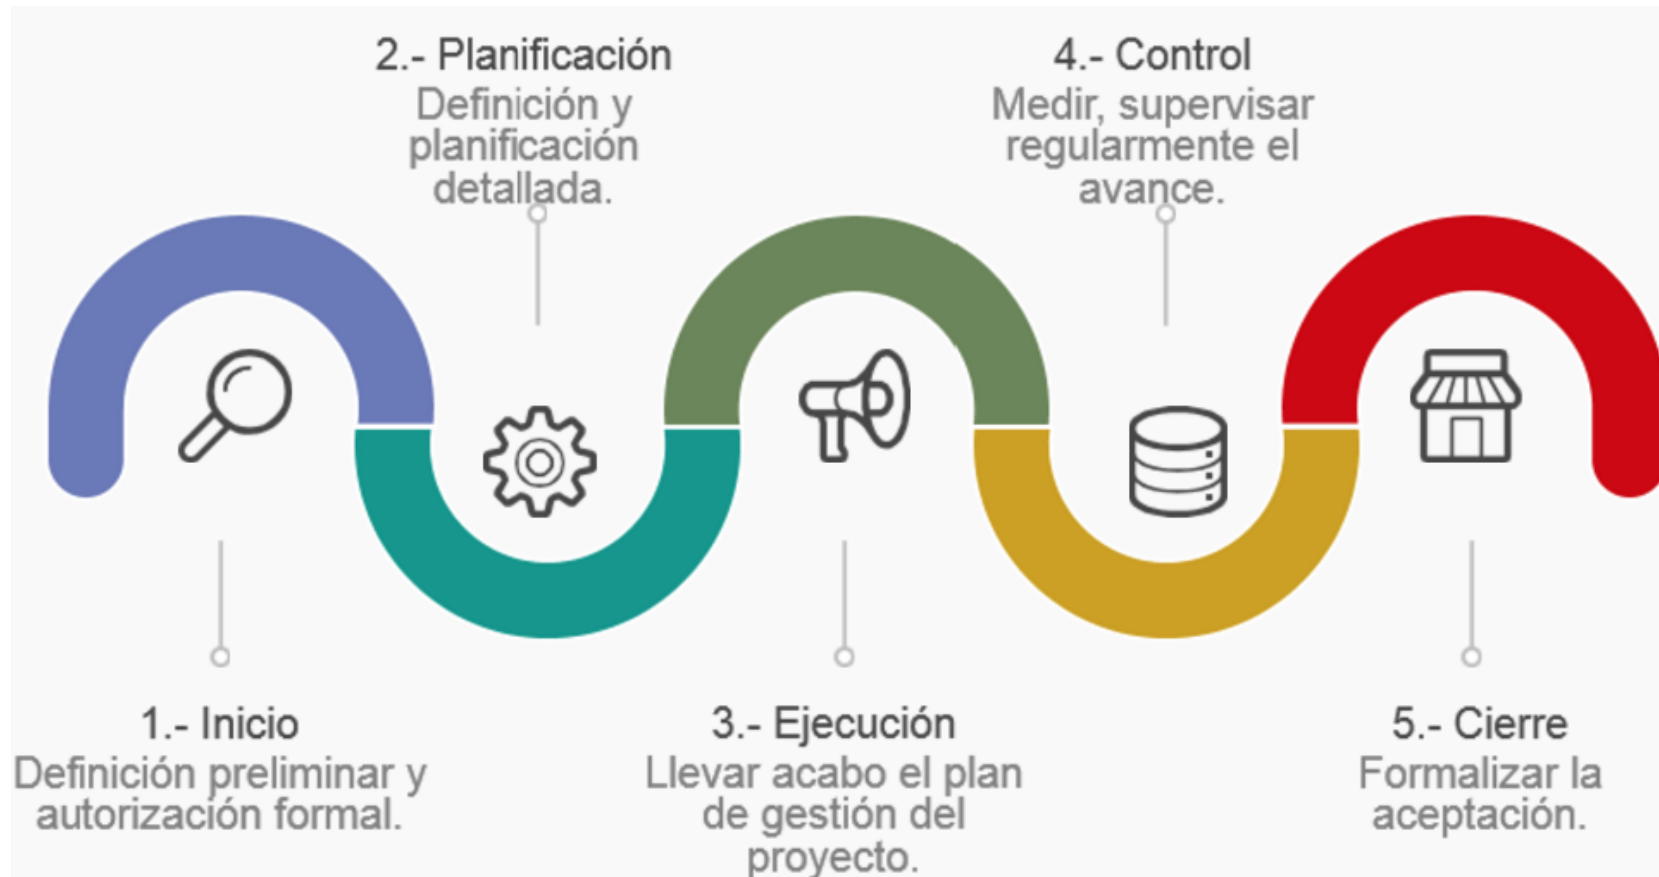 2.- Planificación
Definición y
planificación
detallada.
4.- Control
Medir, supervisar
regularmente el
avance.
1.- Inicio
Definición preliminar y
autorización formal.
3.- Ejecución
Llevar acabo el plan
de gestión del
proyecto.
5.- Cierre
Formalizar la
aceptación.